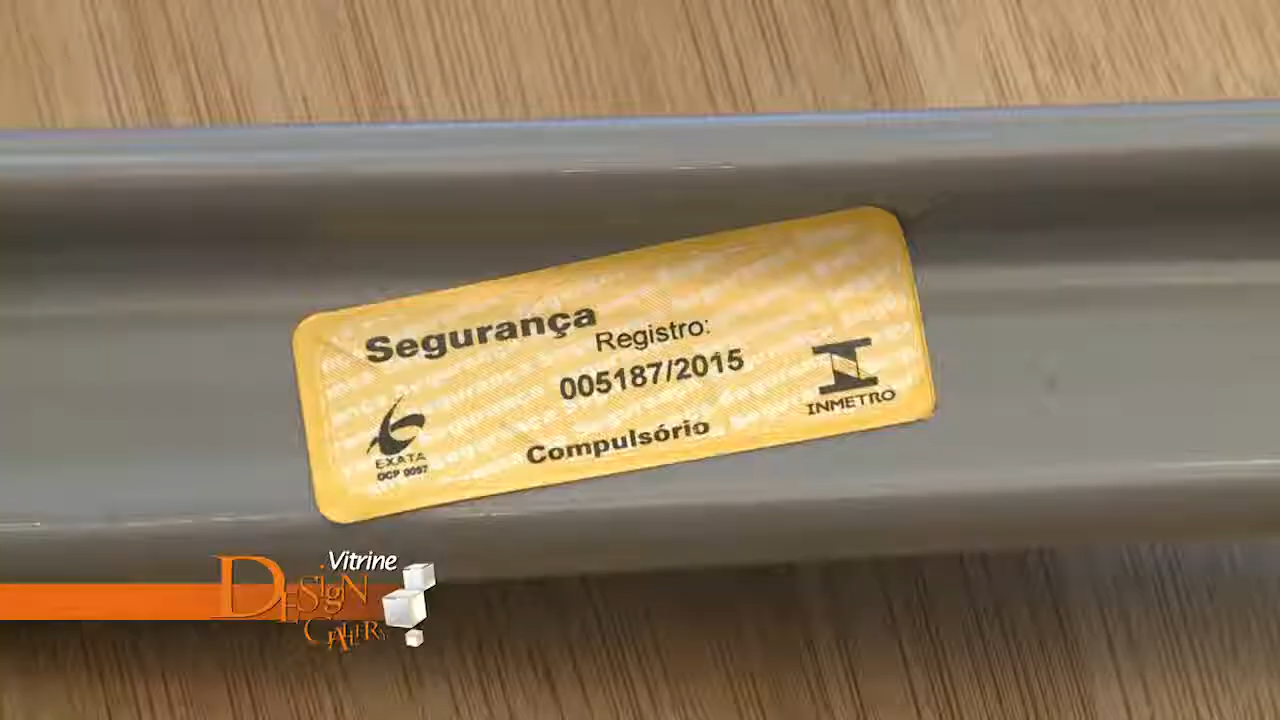 Segurança
Registro:
005187/2015
Compulsório
EXATA
OCP 0097
INMETRO
Vitrine
DESIGN
GALLERY